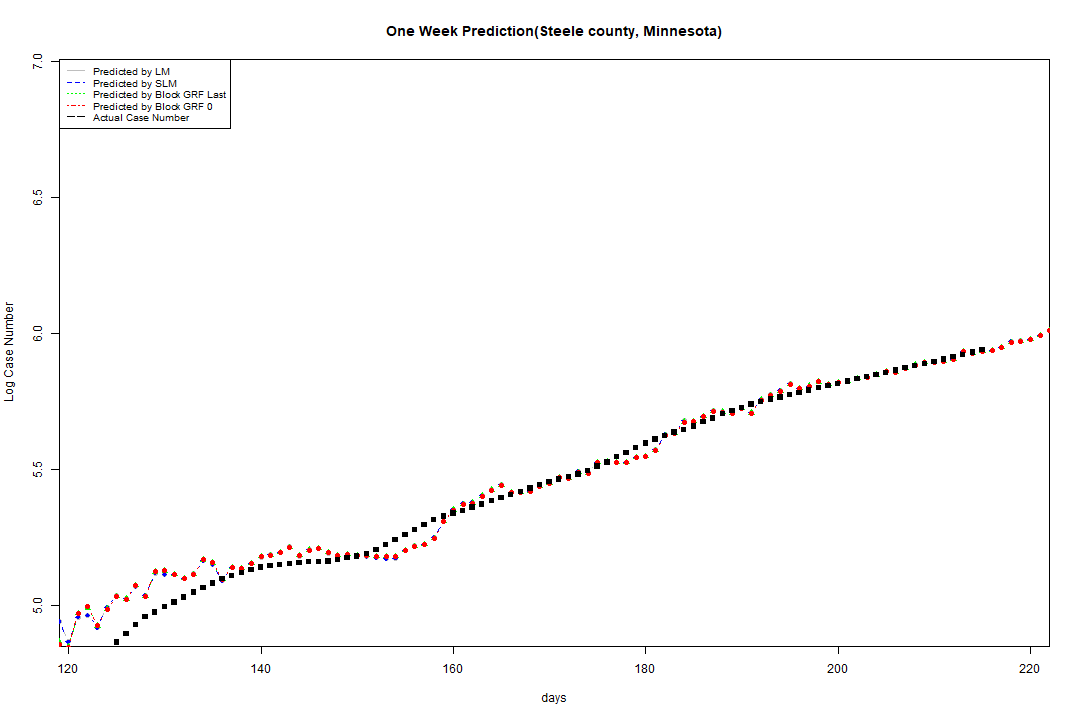 One Week Prediction(Steele county, Minnesota)
7.0
6.5
6.0
5.5
5.0
Log Case Number
Predicted by LM
Predicted by SLM
Predicted by Block GRF Last
Predicted by Block GRF 0
Actual Case Number
120 140 160 180 200 220
days